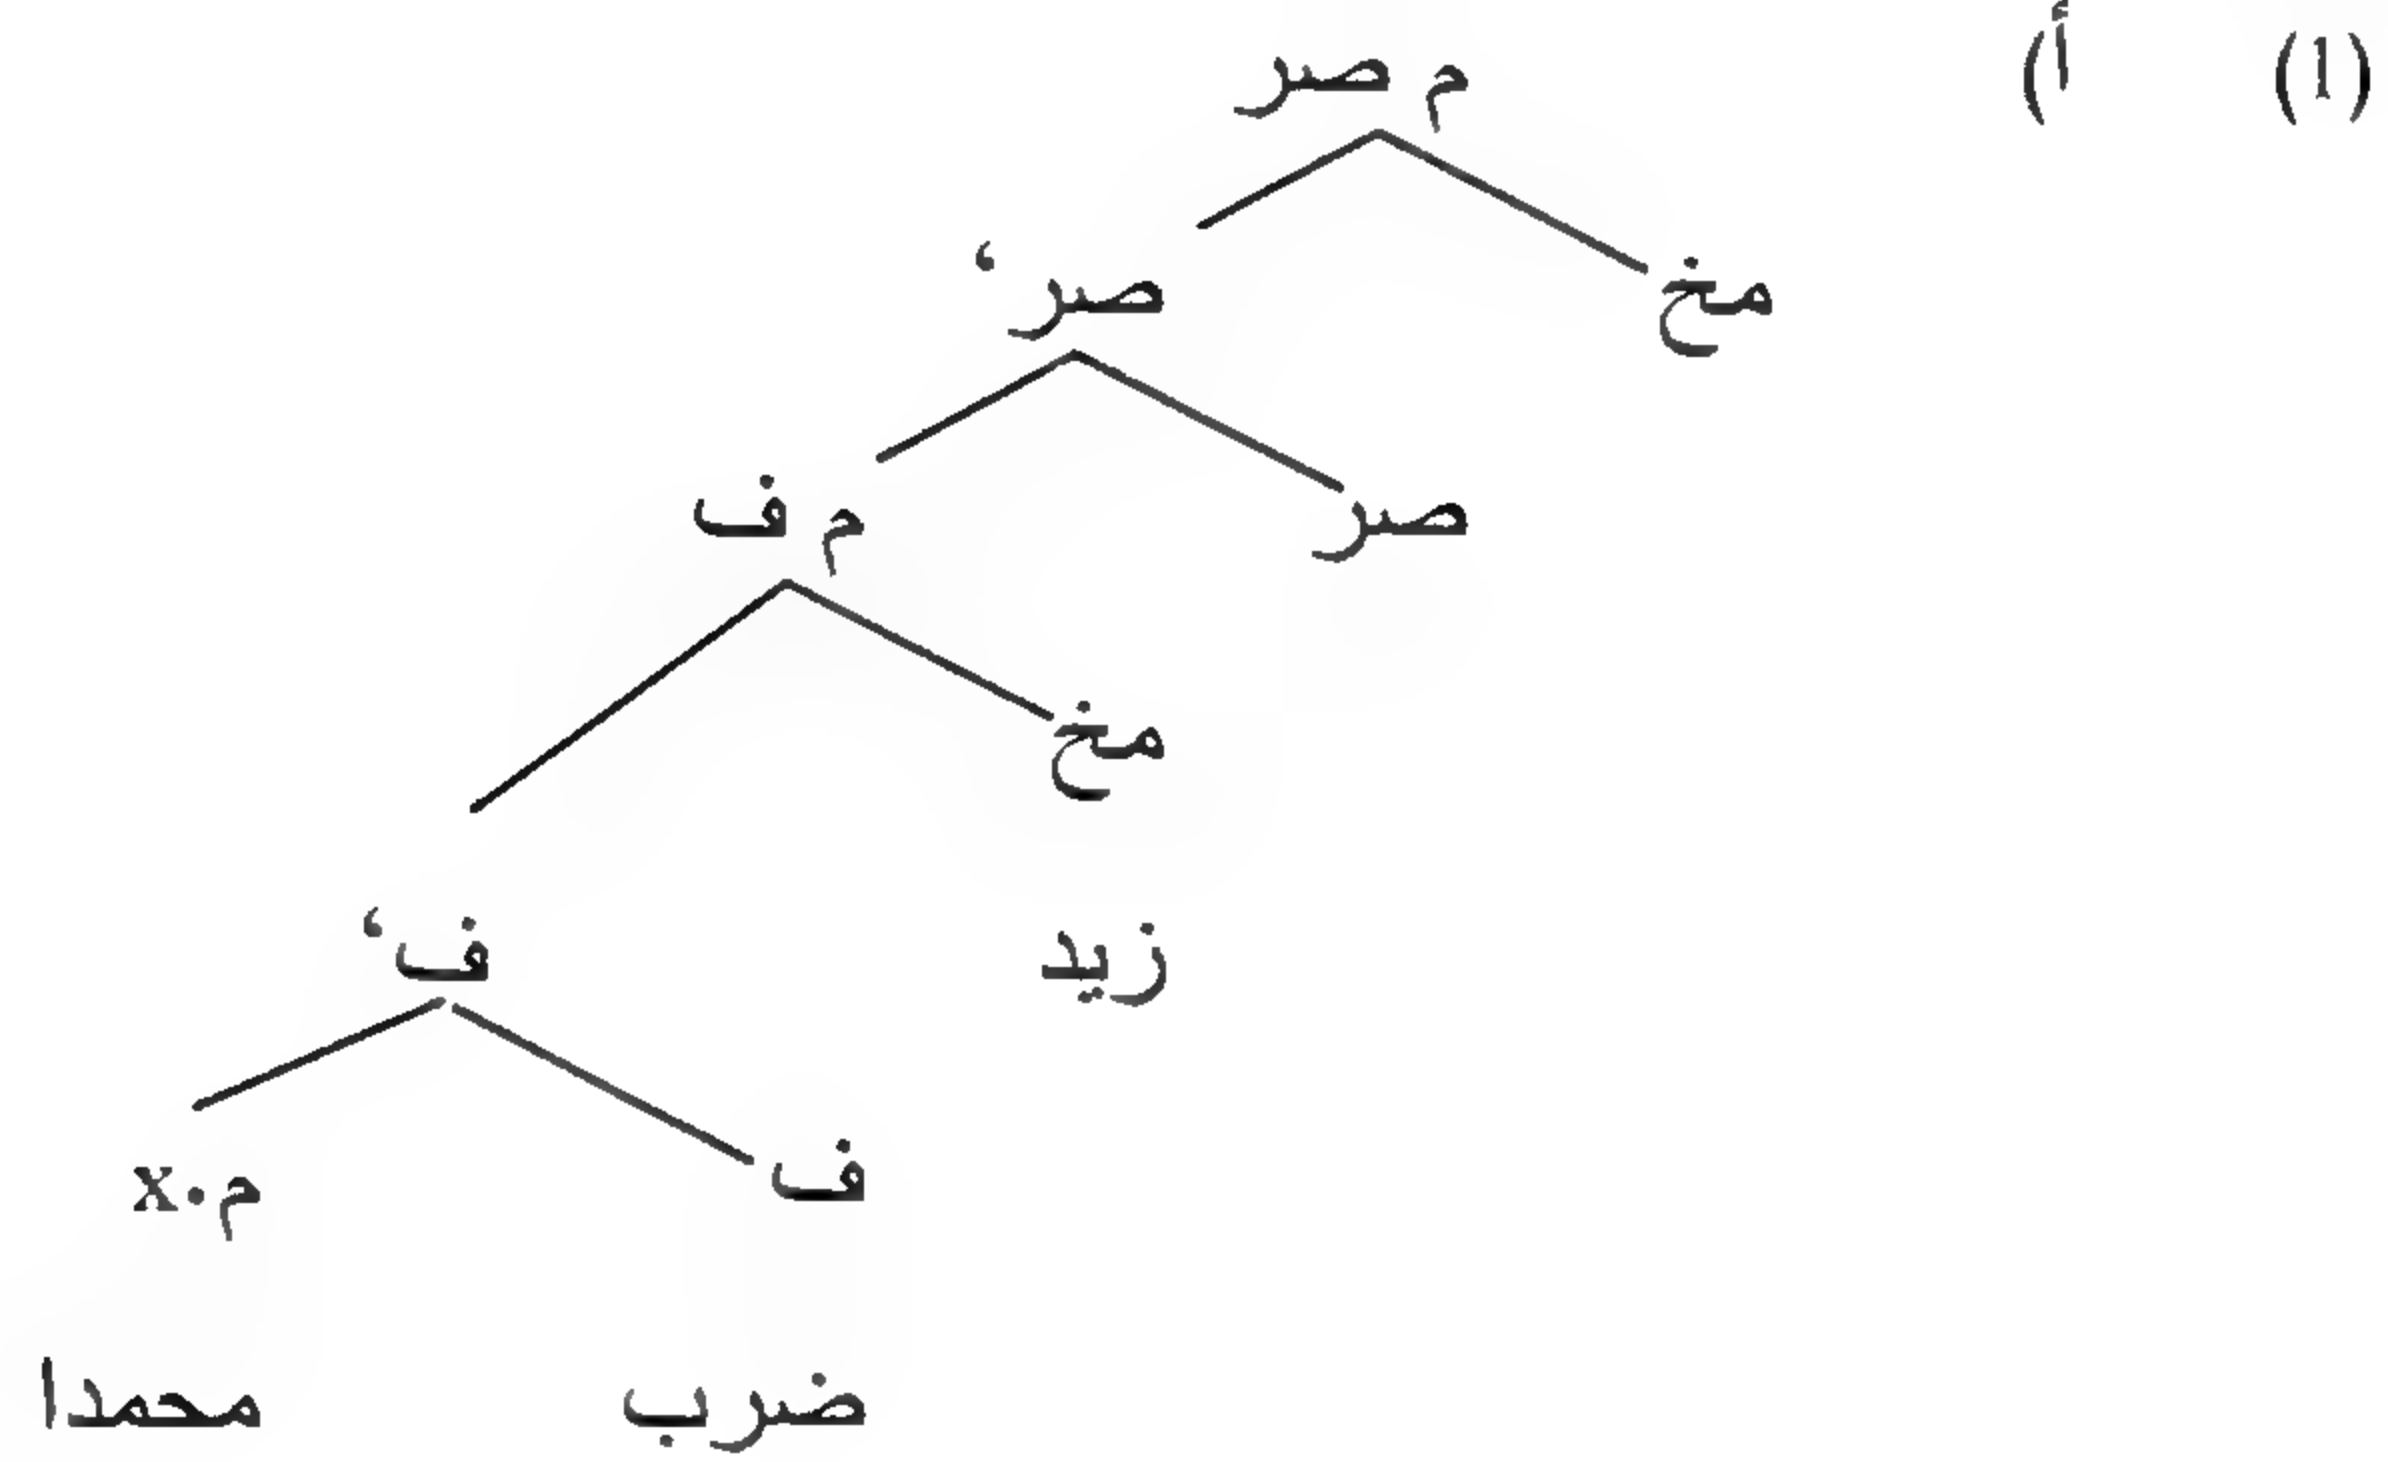 (1) أ)
م صر
صر‘ مخ
م ف صر
مخ
ف‘ زيد
م.x ف
محمدا ضرب